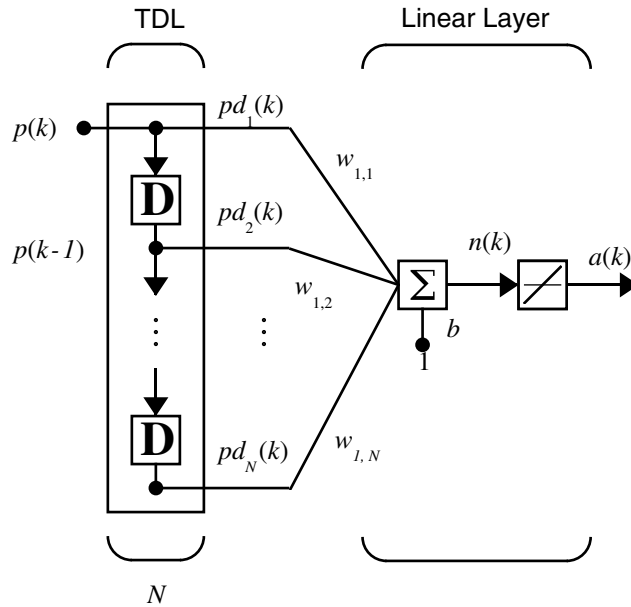 TDL
Linear Layer
p(k)
pd1(k)
w1,1
D
pd2(k)
p(k-1)
n(k)
a(k)
w1,2
Σ
b
1
D
pdN(k)
w1, N
N